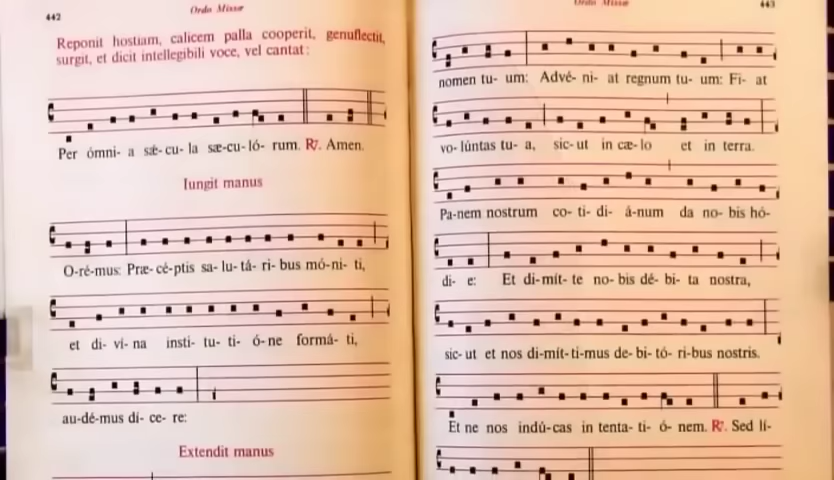 442
Ordo Missæ
Reponit hostiam, calicem palla cooperit, genuflectit,
surgit, et dicit intellegibili voce, vel cantat:
Per ómni- a sǽ- cu- la sæ-cu- ló- rum. ℟. Amen.
Iungit manus
O-ré-mus: Præ- cé-ptis sa- lu- tá- ri- bus mó- ni- ti,
et di- ví- na insti- tu- ti- ó- ne formá- ti,
au-dé-mus dí- ce- re:
Extendit manus
Ordo Missæ
443
nomen tu- um: Advé- ni- at regnum tu- um: Fi- at
vo- lúntas tu- a, sic- ut in cæ- lo et in terra.
Pa-nem nostrum co- ti- di- á-num da no- bis hó-
di- e: Et di-mít- te no- bis dé- bi- ta nostra,
sic- ut et nos di-mít- ti-mus de- bi- tó- ri-bus nostris.
Et ne nos indú-cas in tenta- ti- ó- nem. ℟. Sed lí-